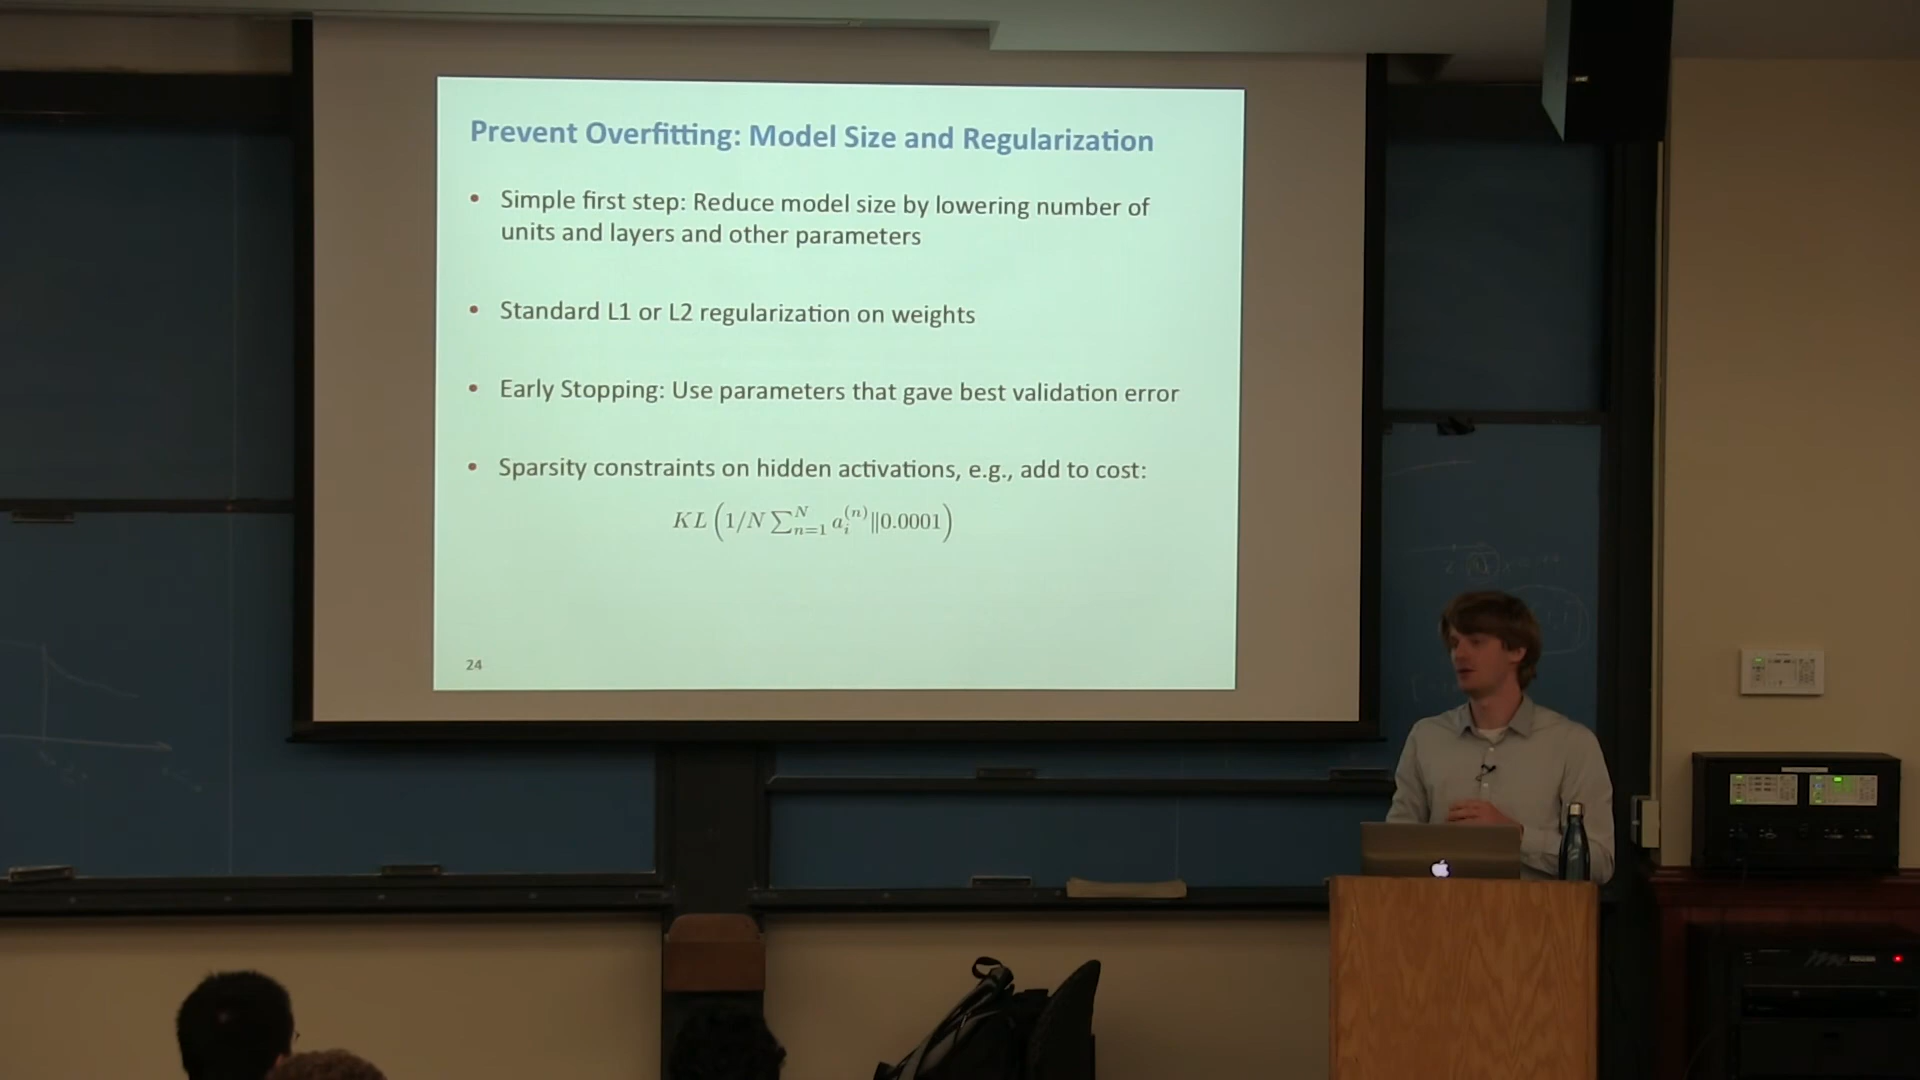 Prevent Overfitting: Model Size and Regularization
• Simple first step: Reduce model size by lowering number of
units and layers and other parameters
• Standard L1 or L2 regularization on weights
• Early Stopping: Use parameters that gave best validation error
• Sparsity constraints on hidden activations, e.g., add to cost:
KL(1/N ∑_{n=1}^{N} a_i^{(n)}‖0.0001)
24